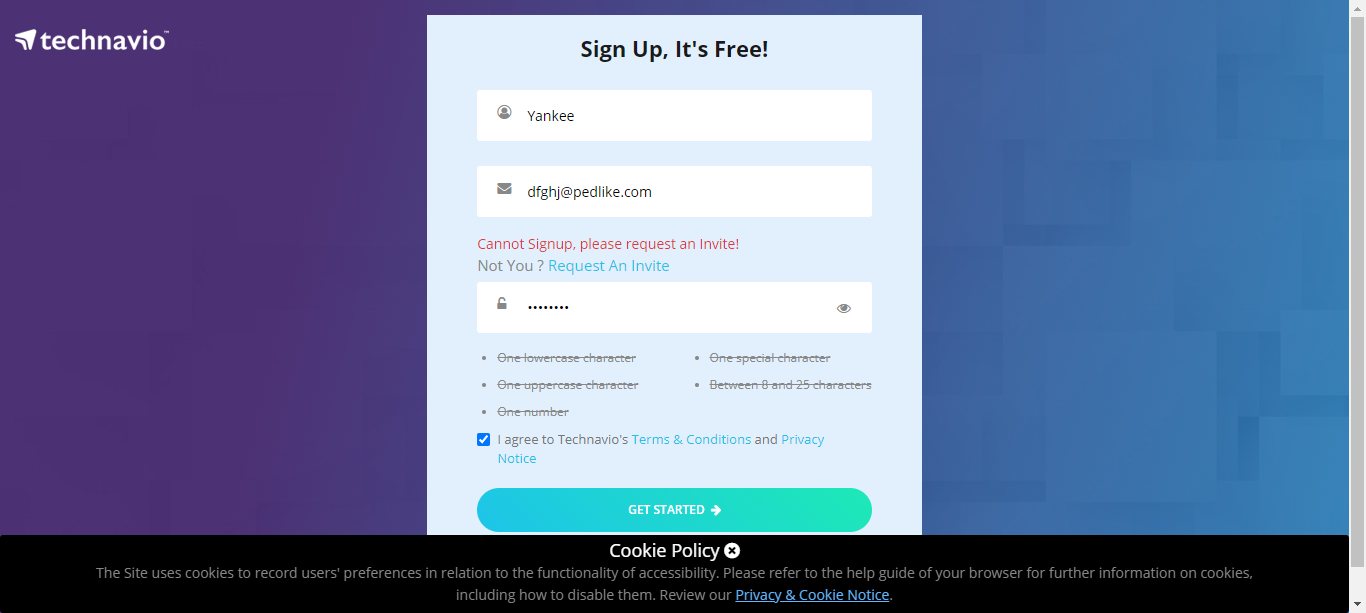 technavio™
Sign Up, It's Free!
Yankee
dfghj@pedlike.com
Cannot Signup, please request an Invite!
Not You ? Request An Invite
••••••••
One lowercase character
One special character
One uppercase character
Between 8 and 25 characters
One number
I agree to Technavio's Terms & Conditions and Privacy
Notice
GET STARTED
Cookie Policy
The Site uses cookies to record users' preferences in relation to the functionality of accessibility. Please refer to the help guide of your browser for further information on cookies,
including how to disable them. Review our Privacy & Cookie Notice.